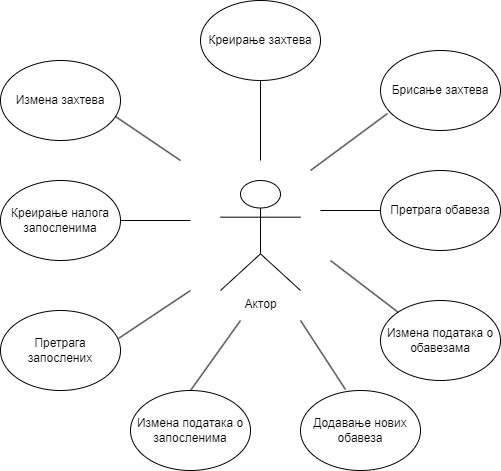 Креирање захтева
Измена захтева
Брисање захтева
Креирање налога
запосленима
Претрага обавеза
Актор
Претрага
запослених
Измена података о
обавезама
Измена података о
запосленима
Додавање нових
обавеза